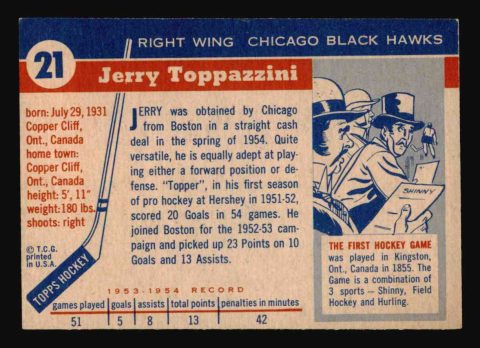 21
RIGHT WING CHICAGO BLACK HAWKS
Jerry Toppazzini
born: July 29, 1931
Copper Cliff,
Ont., Canada
home town:
Copper Cliff,
Ont., Canada
height: 5', 11"
weight: 180 lbs.
shoots: right
© T.C.G.
printed in
U.S.A.
TOPPS HOCKEY
JERRY was obtained by Chicago
from Boston in a straight cash
deal in the spring of 1954. Quite
versatile, he is equally adept at play-
ing either a forward position or de-
fense. "Topper", in his first season
of pro hockey at Hershey in 1951-52,
scored 20 Goals in 54 games. He
joined Boston for the 1952-53 cam-
paign and picked up 23 Points on 10
Goals and 13 Assists.
1953-1954 RECORD
games played goals assists total points penalties in minutes
51 5 8 13 42
SHINNY
THE FIRST HOCKEY GAME
was played in Kingston,
Ont., Canada in 1855. The
Game is a combination of
3 sports — Shinny, Field
Hockey and Hurling.